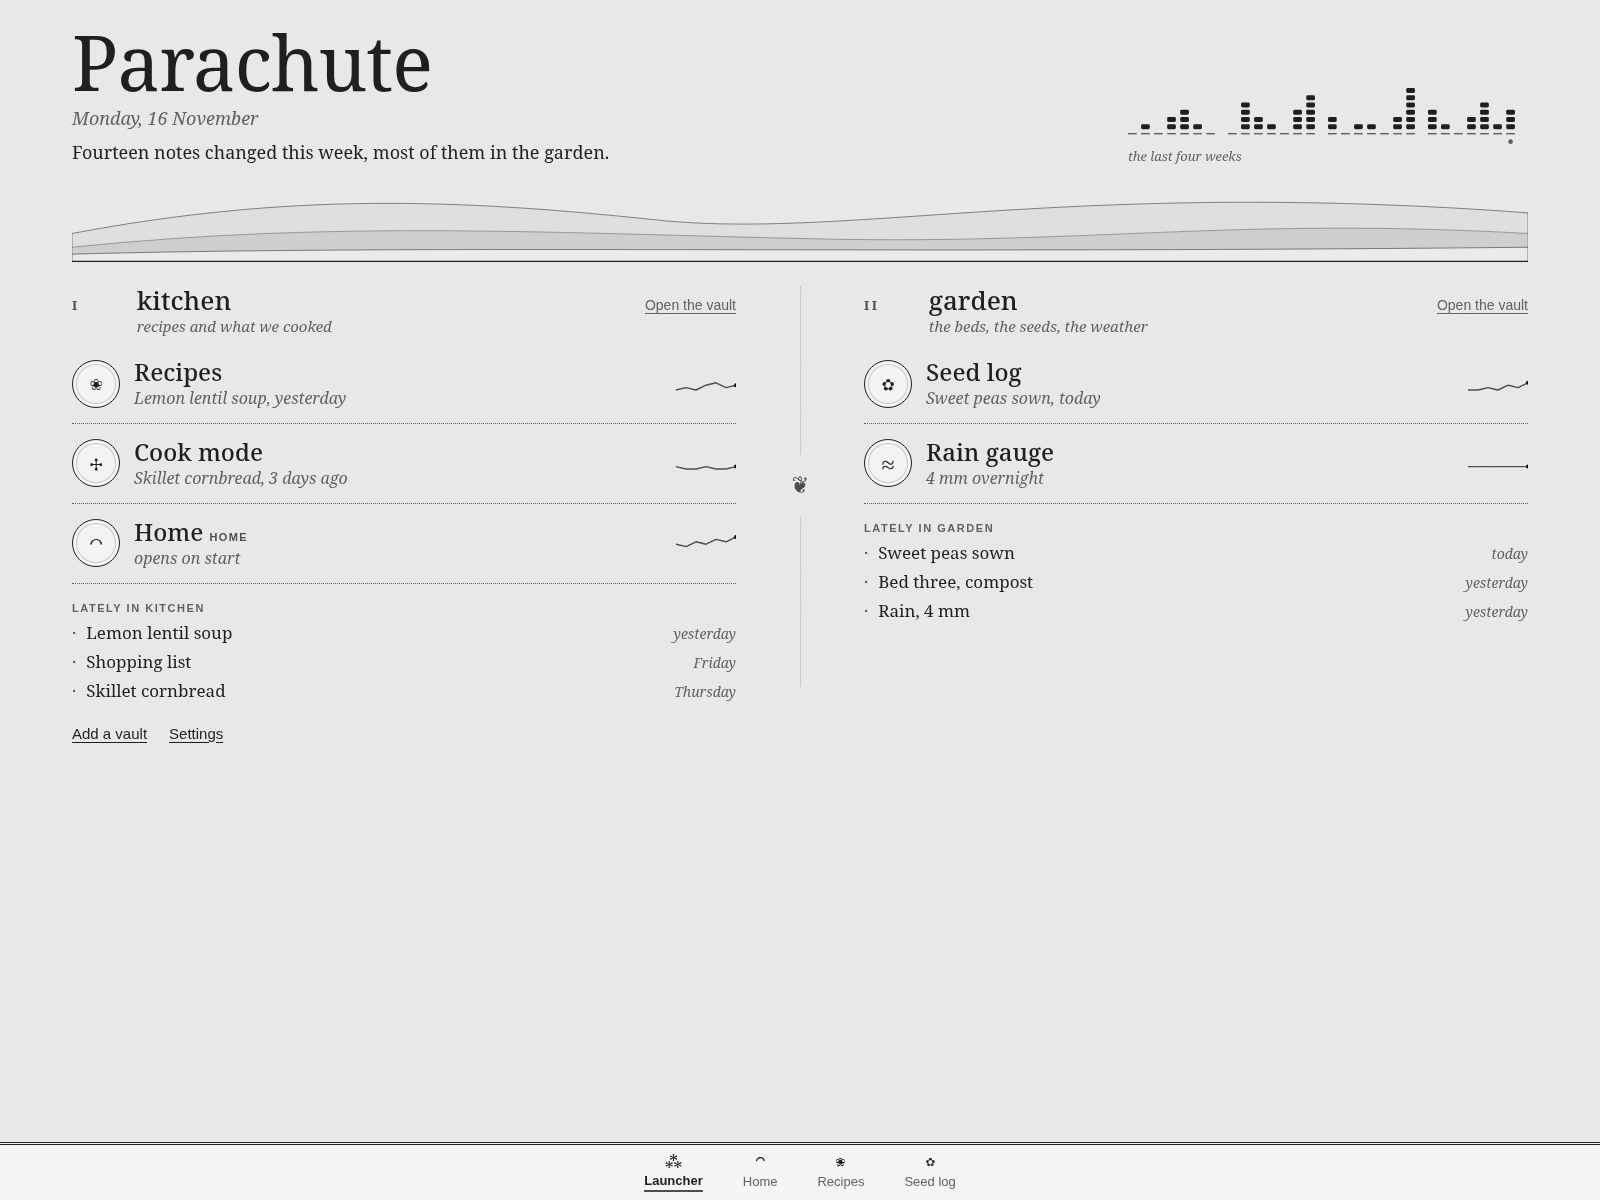 Parachute
Monday, 16 November
Fourteen notes changed this week, most of them in the garden.
the last four weeks
I
kitchen
Open the vault
recipes and what we cooked
Recipes
Lemon lentil soup, yesterday
Cook mode
Skillet cornbread, 3 days ago
Home HOME
opens on start
LATELY IN KITCHEN
· Lemon lentil soup yesterday
· Shopping list Friday
· Skillet cornbread Thursday
Add a vault Settings
II
garden
Open the vault
the beds, the seeds, the weather
Seed log
Sweet peas sown, today
Rain gauge
4 mm overnight
LATELY IN GARDEN
· Sweet peas sown today
· Bed three, compost yesterday
· Rain, 4 mm yesterday
Launcher Home Recipes Seed log